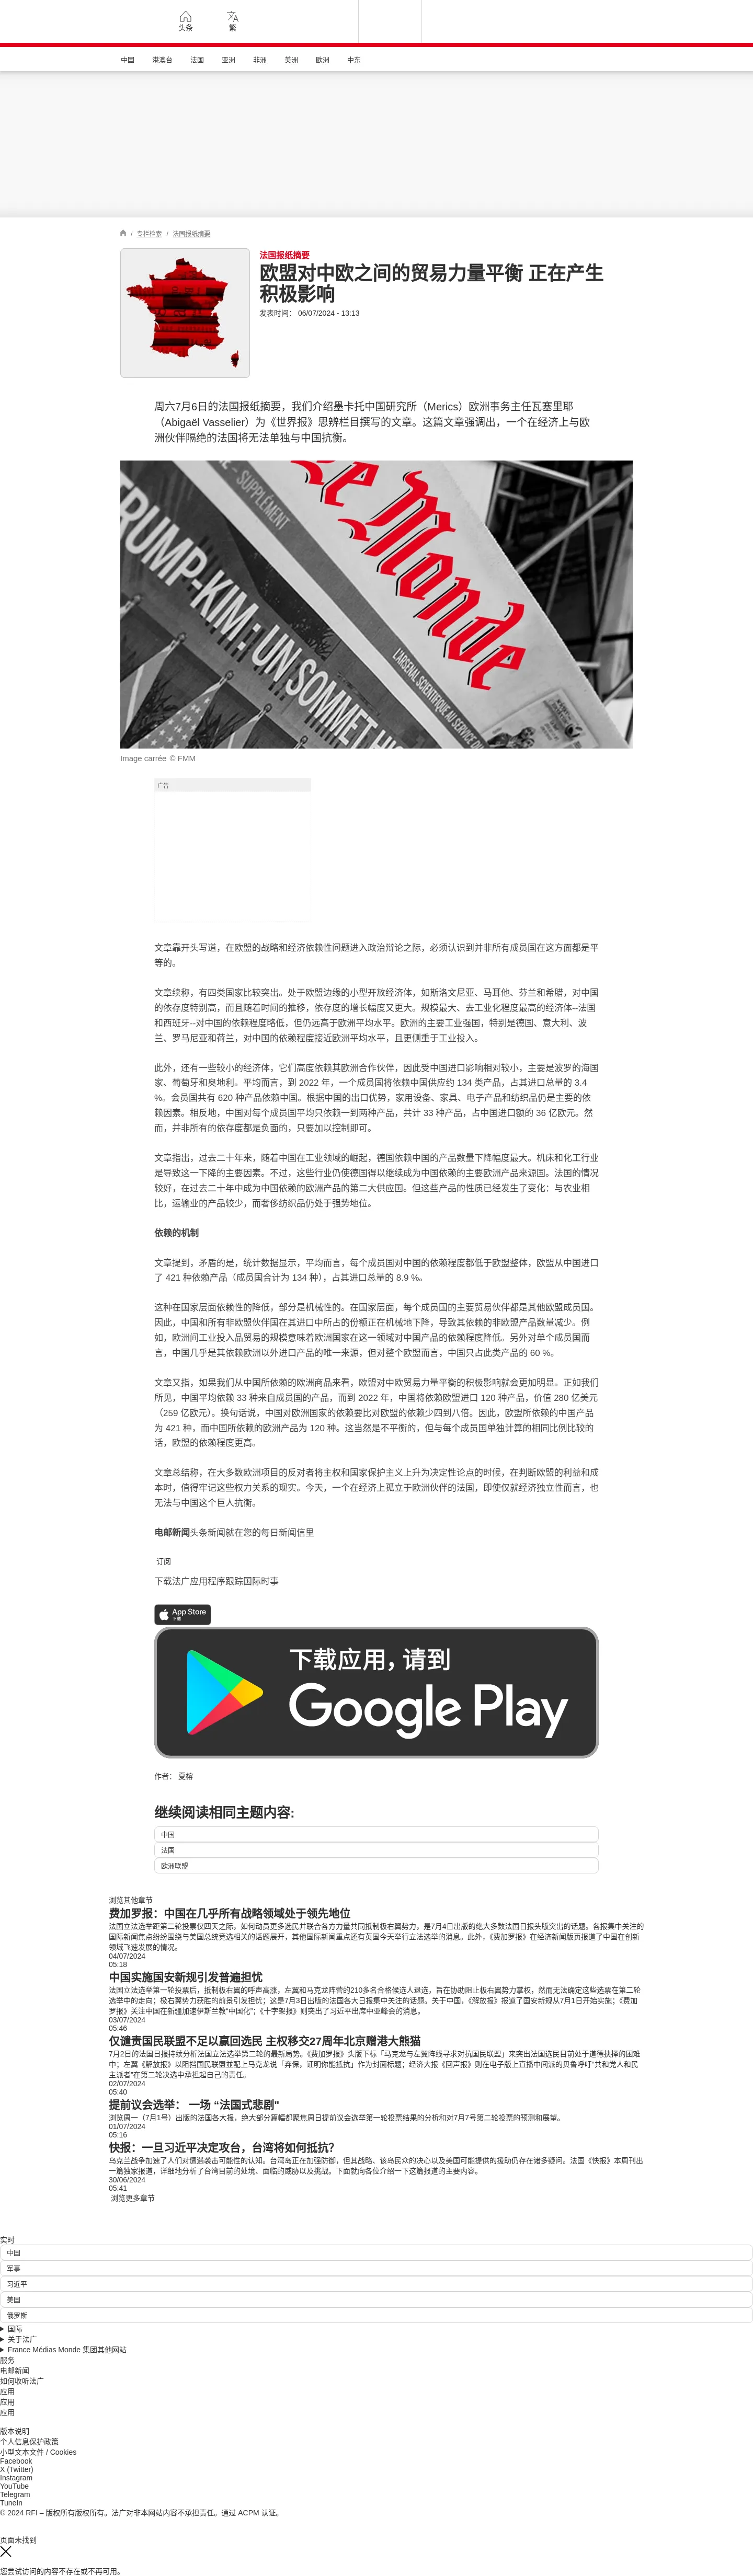 头条
繁
中国
港澳台
法国
亚洲
非洲
美洲
欧洲
中东
/ 专栏检索 / 法国报纸摘要
法国报纸摘要
欧盟对中欧之间的贸易力量平衡 正在产生
积极影响
发表时间： 06/07/2024 - 13:13
周六7月6日的法国报纸摘要，我们介绍墨卡托中国研究所（Merics）欧洲事务主任瓦塞里耶
（Abigaël Vasselier）为《世界报》思辨栏目撰写的文章。这篇文章强调出，一个在经济上与欧
洲伙伴隔绝的法国将无法单独与中国抗衡。
SUPPLÉMENT
Le Monde
TRUMP-KIM : UN SOMMET HO
L'ARSENAL SCIENTIFIQUE AU SERVICE
Image carrée © FMM
广告
文章靠开头写道，在欧盟的战略和经济依赖性问题进入政治辩论之际，必须认识到并非所有成员国在这方面都是平
等的。
文章续称，有四类国家比较突出。处于欧盟边缘的小型开放经济体，如斯洛文尼亚、马耳他、芬兰和希腊，对中国
的依存度特别高，而且随着时间的推移，依存度的增长幅度又更大。规模最大、去工业化程度最高的经济体--法国
和西班牙--对中国的依赖程度略低，但仍远高于欧洲平均水平。欧洲的主要工业强国，特别是德国、意大利、波
兰、罗马尼亚和荷兰，对中国的依赖程度接近欧洲平均水平，且更侧重于工业投入。
此外，还有一些较小的经济体，它们高度依赖其欧洲合作伙伴，因此受中国进口影响相对较小，主要是波罗的海国
家、葡萄牙和奥地利。平均而言，到 2022 年，一个成员国将依赖中国供应约 134 类产品，占其进口总量的 3.4
%。会员国共有 620 种产品依赖中国。根据中国的出口优势，家用设备、家具、电子产品和纺织品仍是主要的依
赖因素。相反地，中国对每个成员国平均只依赖一到两种产品，共计 33 种产品，占中国进口额的 36 亿欧元。然
而，并非所有的依存度都是负面的，只要加以控制即可。
文章指出，过去二十年来，随着中国在工业领域的崛起，德国依赖中国的产品数量下降幅度最大。机床和化工行业
是导致这一下降的主要因素。不过，这些行业仍使德国得以继续成为中国依赖的主要欧洲产品来源国。法国的情况
较好，在过去二十年中成为中国依赖的欧洲产品的第二大供应国。但这些产品的性质已经发生了变化：与农业相
比，运输业的产品较少，而奢侈纺织品仍处于强势地位。
依赖的机制
文章提到，矛盾的是，统计数据显示，平均而言，每个成员国对中国的依赖程度都低于欧盟整体，欧盟从中国进口
了 421 种依赖产品（成员国合计为 134 种），占其进口总量的 8.9 %。
这种在国家层面依赖性的降低，部分是机械性的。在国家层面，每个成员国的主要贸易伙伴都是其他欧盟成员国。
因此，中国和所有非欧盟伙伴国在其进口中所占的份额正在机械地下降，导致其依赖的非欧盟产品数量减少。例
如，欧洲间工业投入品贸易的规模意味着欧洲国家在这一领域对中国产品的依赖程度降低。另外对单个成员国而
言，中国几乎是其依赖欧洲以外进口产品的唯一来源，但对整个欧盟而言，中国只占此类产品的 60 %。
文章又指，如果我们从中国所依赖的欧洲商品来看，欧盟对中欧贸易力量平衡的积极影响就会更加明显。正如我们
所见，中国平均依赖 33 种来自成员国的产品，而到 2022 年，中国将依赖欧盟进口 120 种产品，价值 280 亿美元
（259 亿欧元）。换句话说，中国对欧洲国家的依赖要比对欧盟的依赖少四到八倍。因此，欧盟所依赖的中国产品
为 421 种，而中国所依赖的欧洲产品为 120 种。这当然是不平衡的，但与每个成员国单独计算的相同比例比较的
话，欧盟的依赖程度更高。
文章总结称，在大多数欧洲项目的反对者将主权和国家保护主义上升为决定性论点的时候，在判断欧盟的利益和成
本时，值得牢记这些权力关系的现实。今天，一个在经济上孤立于欧洲伙伴的法国，即使仅就经济独立性而言，也
无法与中国这个巨人抗衡。
电邮新闻头条新闻就在您的每日新闻信里
订阅
下载法广应用程序跟踪国际时事
App Store
下载
下载应用，请到
Google Play
作者： 夏榕
继续阅读相同主题内容:
中国
法国
欧洲联盟
浏览其他章节
费加罗报：中国在几乎所有战略领域处于领先地位
法国立法选举距第二轮投票仅四天之际，如何动员更多选民并联合各方力量共同抵制极右翼势力，是7月4日出版的绝大多数法国日报头版突出的话题。各报集中关注的
国际新闻焦点纷纷围绕与美国总统竞选相关的话题展开，其他国际新闻重点还有英国今天举行立法选举的消息。此外，《费加罗报》在经济新闻版页报道了中国在创新
领域飞速发展的情况。
04/07/2024
05:18
中国实施国安新规引发普遍担忧
法国立法选举第一轮投票后，抵制极右翼的呼声高涨，左翼和马克龙阵营的210多名合格候选人退选，旨在协助阻止极右翼势力掌权，然而无法确定这些选票在第二轮
选举中的走向；极右翼势力获胜的前景引发担忧；这是7月3日出版的法国各大日报集中关注的话题。关于中国，《解放报》报道了国安新规从7月1日开始实施；《费加
罗报》关注中国在新疆加速伊斯兰教“中国化”；《十字架报》则突出了习近平出席中亚峰会的消息。
03/07/2024
05:46
仅谴责国民联盟不足以赢回选民 主权移交27周年北京赠港大熊猫
7月2日的法国日报持续分析法国立法选举第二轮的最新局势。《费加罗报》头版下标「马克龙与左翼阵线寻求对抗国民联盟」来突出法国选民目前处于道德抉择的困难
中；左翼《解放报》以阻挡国民联盟並配上马克龙说「弃保，证明你能抵抗」作为封面标题；经济大报《回声报》则在电子版上直播中间派的贝鲁呼吁“共和党人和民
主派者”在第二轮决选中承担起自己的责任。
02/07/2024
05:40
提前议会选举： 一场 “法国式悲剧”
浏览周一（7月1号）出版的法国各大报，绝大部分篇幅都聚焦周日提前议会选举第一轮投票结果的分析和对7月7号第二轮投票的预测和展望。
01/07/2024
05:16
快报：一旦习近平决定攻台，台湾将如何抵抗？
乌克兰战争加速了人们对遭遇袭击可能性的认知。台湾岛正在加强防御，但其战略、该岛民众的决心以及美国可能提供的援助仍存在诸多疑问。法国《快报》本周刊出
一篇独家报道，详细地分析了台湾目前的处境、面临的威胁以及挑战。下面就向各位介绍一下这篇报道的主要内容。
30/06/2024
05:41
浏览更多章节
实时
中国
军事
习近平
美国
俄罗斯
国际
关于法广
France Médias Monde 集团其他网站
服务
电邮新闻
如何收听法广
应用
应用
应用
版本说明
个人信息保护政策
小型文本文件 / Cookies
Facebook
X (Twitter)
Instagram
YouTube
Telegram
TuneIn
© 2024 RFI – 版权所有版权所有。法广对非本网站内容不承担责任。通过 ACPM 认证。
页面未找到
您尝试访问的内容不存在或不再可用。